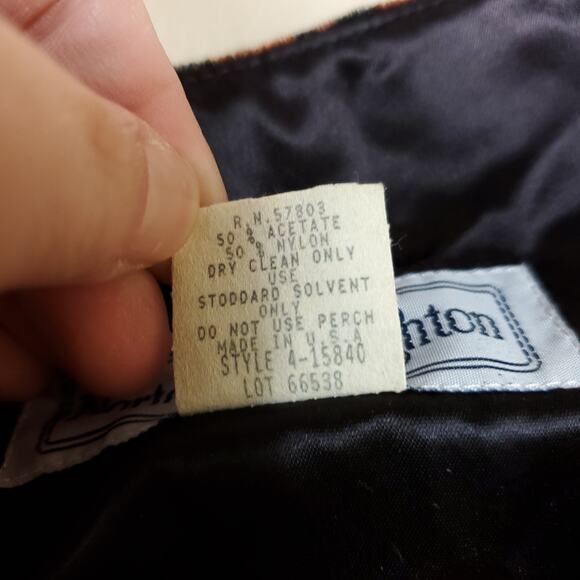 R.N.57803
50 % ACETATE
50 % NYLON
DRY CLEAN ONLY
USE
STODDARD SOLVENT
ONLY
DO NOT USE PERCH
MADE IN U.S.A
STYLE 4-15840
LOT 66538